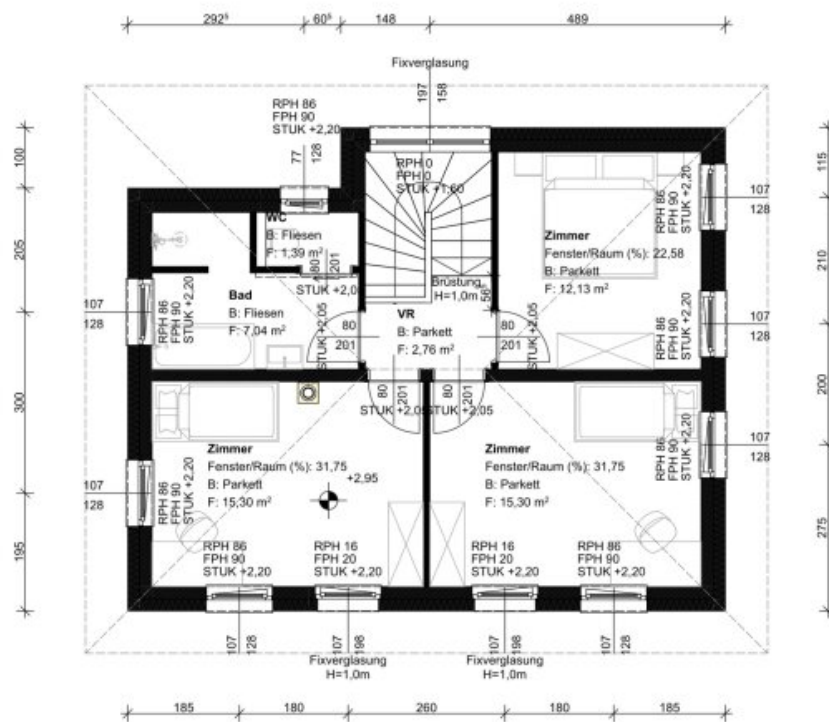 292⁵
60⁵
148
489
Fixverglasung
197
158
RPH 86
FPH 90
STUK +2,20
77
128
100
205
300
195
115
210
200
275
RPH 0
FPH 0
STUK +1,60
WC
B: Fliesen
F: 1,39 m²
80
201
STUK +2,0
Zimmer
Fenster/Raum (%): 22,58
B: Parkett
F: 12,13 m²
RPH 86
FPH 90
STUK +2,20
107
128
Brüstung
H=1,0m
Bad
B: Fliesen
F: 7,04 m²
107
128
RPH 86
FPH 90
STUK +2,20
STUK +2,05
80
201
VR
B: Parkett
F: 2,76 m²
80
201
STUK +2,05
RPH 86
FPH 90
STUK +2,20
107
128
80
201
STUK +2,05
80
201
STUK +2,05
Zimmer
Fenster/Raum (%): 31,75
B: Parkett
F: 15,30 m²
+2,95
107
128
RPH 86
FPH 90
STUK +2,20
Zimmer
Fenster/Raum (%): 31,75
B: Parkett
F: 15,30 m²
RPH 86
FPH 90
STUK +2,20
107
128
RPH 86
FPH 90
STUK +2,20
RPH 16
FPH 20
STUK +2,20
RPH 16
FPH 20
STUK +2,20
RPH 86
FPH 90
STUK +2,20
107
128
107
198
107
198
107
128
Fixverglasung
H=1,0m
Fixverglasung
H=1,0m
185
180
260
180
185